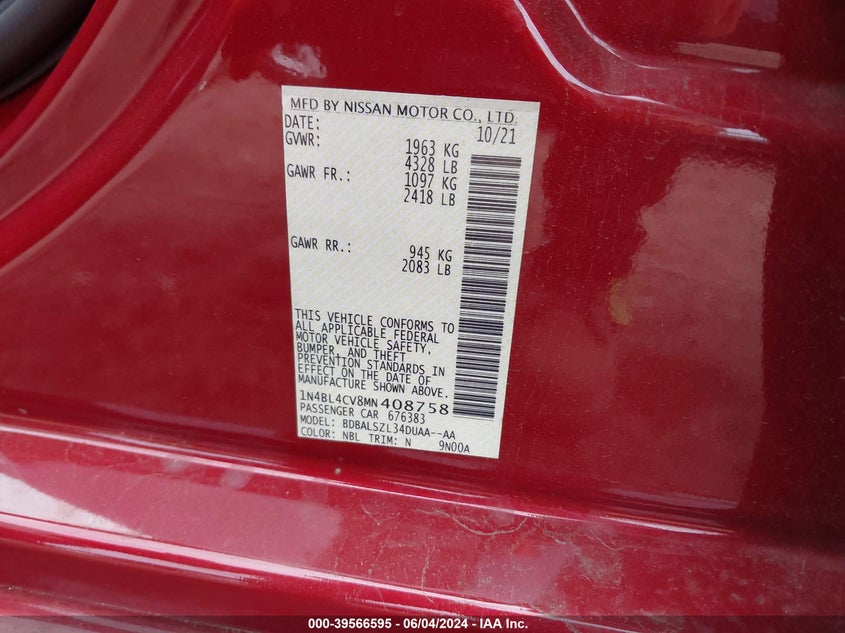 MFD BY NISSAN MOTOR CO., LTD.
DATE: 10/21
GVWR: 1963 KG
4328 LB
GAWR FR.: 1097 KG
2418 LB
GAWR RR.: 945 KG
2083 LB
THIS VEHICLE CONFORMS TO
ALL APPLICABLE FEDERAL
MOTOR VEHICLE SAFETY,
BUMPER, AND THEFT
PREVENTION STANDARDS IN
EFFECT ON THE DATE OF
MANUFACTURE SHOWN ABOVE.
1N4BL4CV8MN408758
PASSENGER CAR 676383
MODEL: BDBALSZL34DUAA--AA
COLOR: NBL TRIM: N 9N00A
000-39566595 - 06/04/2024 - IAA Inc.